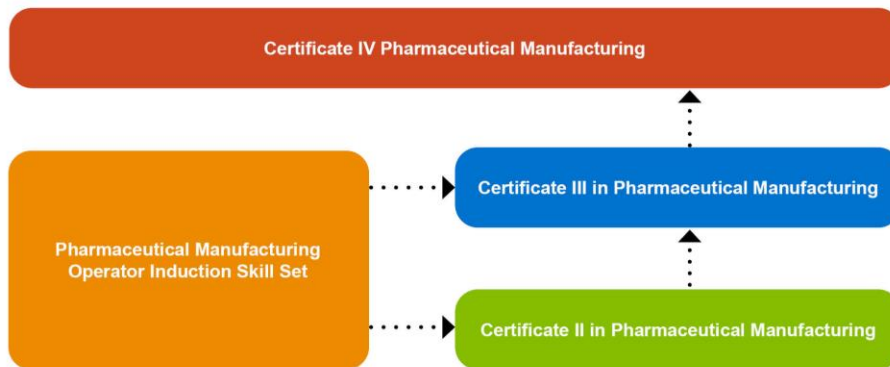 Certificate IV Pharmaceutical Manufacturing
Certificate III in Pharmaceutical Manufacturing
Pharmaceutical Manufacturing
Operator Induction Skill Set
Certificate II in Pharmaceutical Manufacturing